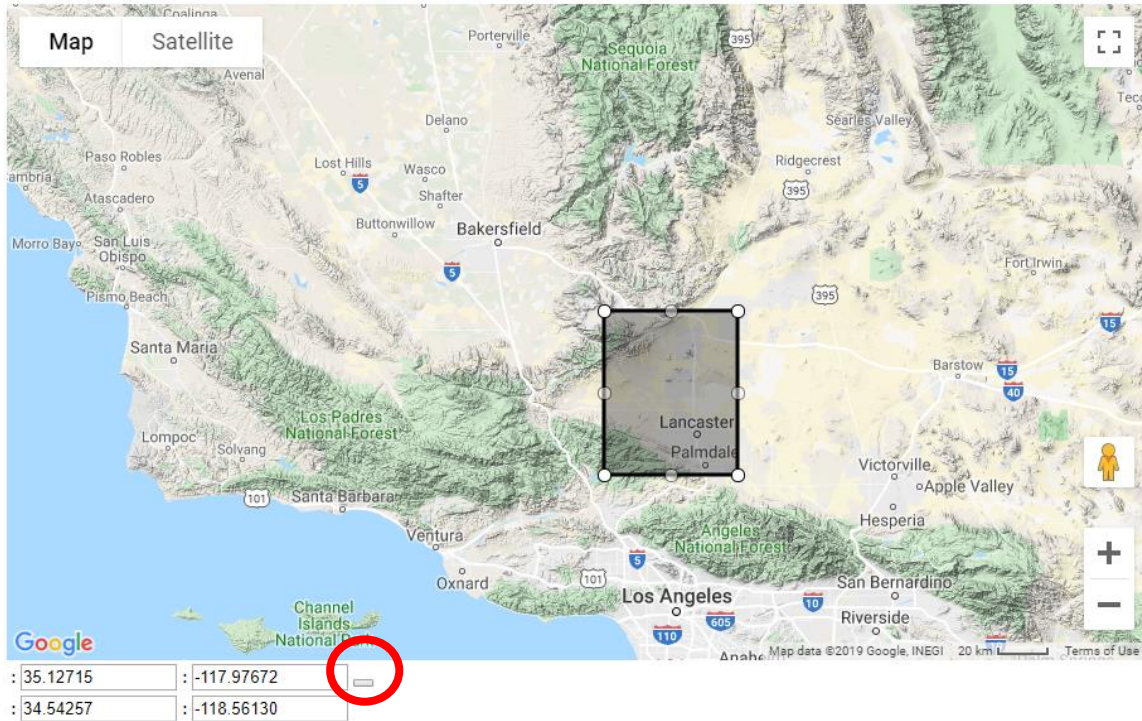 Coalinga
Map Satellite
Porterville
Sequoia
National Forest
395
Avenal
Delano
Searles Valley
Paso Robles
Lost Hills
Wasco
Ridgecrest
5
395
Atascadero
Shafter
Buttonwillow
Bakersfield
Morro Bay
San Luis
Obispo
5
Fort Irwin
Pismo Beach
395
15
Santa Maria
Barstow
15
40
Los Padres
National Forest
Lancaster
Lompoc
Solvang
Palmdale
Victorville
Apple Valley
101
Santa Barbara
Hesperia
Ventura
Angeles
National Forest
5
Oxnard
101
San Bernardino
Los Angeles
10
Channel
Islands
605
Riverside
110
Google
Map data ©2019 Google, INEGI 20 km Terms of Use
: 35.12715 : -117.97672
: 34.54257 : -118.56130